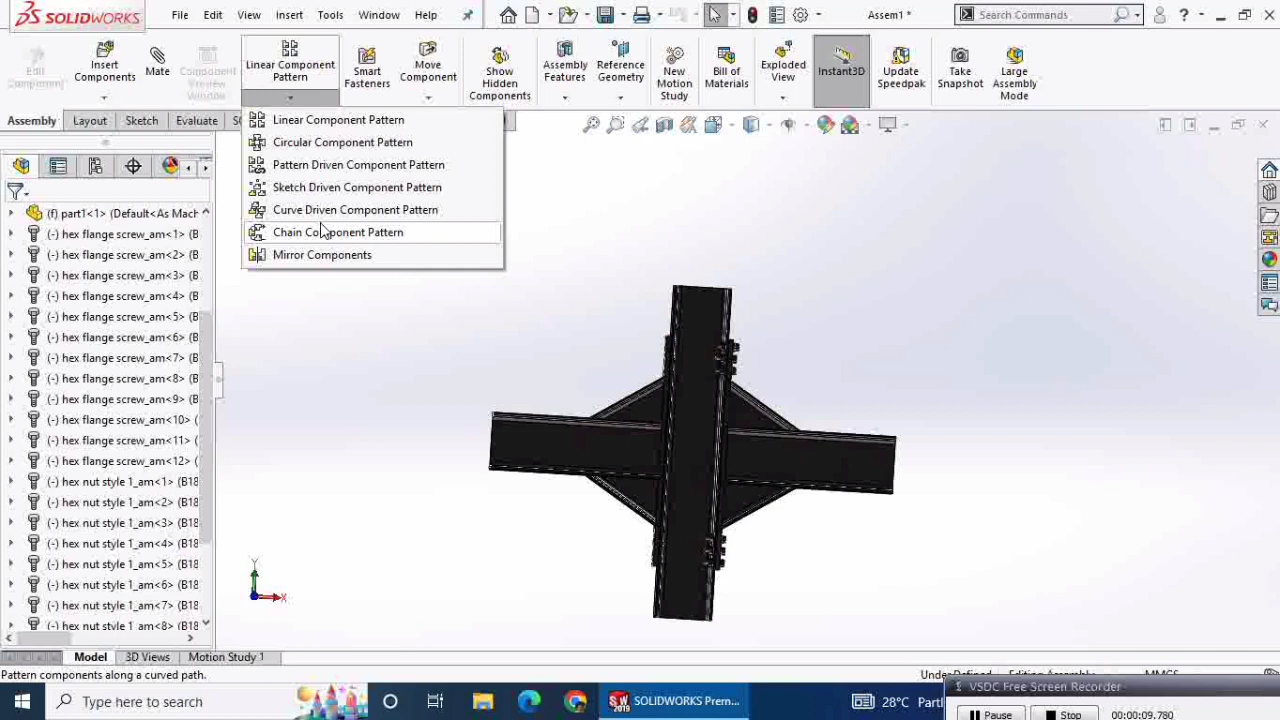 SOLIDWORKS
File
Edit
View
Insert
Tools
Window
Help
Assem1 *
Search Commands
Edit Component
Insert Components
Mate
Component Preview Window
Linear Component Pattern
Smart Fasteners
Move Component
Show Hidden Components
Assembly Features
Reference Geometry
New Motion Study
Bill of Materials
Exploded View
Instant3D
Update Speedpak
Take Snapshot
Large Assembly Mode
Assembly
Layout
Sketch
Evaluate
Linear Component Pattern
Circular Component Pattern
Pattern Driven Component Pattern
Sketch Driven Component Pattern
Curve Driven Component Pattern
Chain Component Pattern
Mirror Components
(f) part1<1> (Default<As Mach
(-) hex flange screw_am<1> (B
(-) hex flange screw_am<2> (B
(-) hex flange screw_am<3> (B
(-) hex flange screw_am<4> (B
(-) hex flange screw_am<5> (B
(-) hex flange screw_am<6> (B
(-) hex flange screw_am<7> (B
(-) hex flange screw_am<8> (B
(-) hex flange screw_am<9> (B
(-) hex flange screw_am<10> (
(-) hex flange screw_am<11> (
(-) hex flange screw_am<12> (
(-) hex nut style 1_am<1> (B18
(-) hex nut style 1_am<2> (B18
(-) hex nut style 1_am<3> (B18
(-) hex nut style 1_am<4> (B18
(-) hex nut style 1_am<5> (B18
(-) hex nut style 1_am<6> (B18
(-) hex nut style 1_am<7> (B18
(-) hex nut style 1_am<8> (B18
Y
X
Model
3D Views
Motion Study 1
Pattern components along a curved path.
Editing Assembly
MMGS
VSDC Free Screen Recorder
Pause
Stop
00:00:09.780
Type here to search
SW
2019
SOLIDWORKS Prem...
28°C